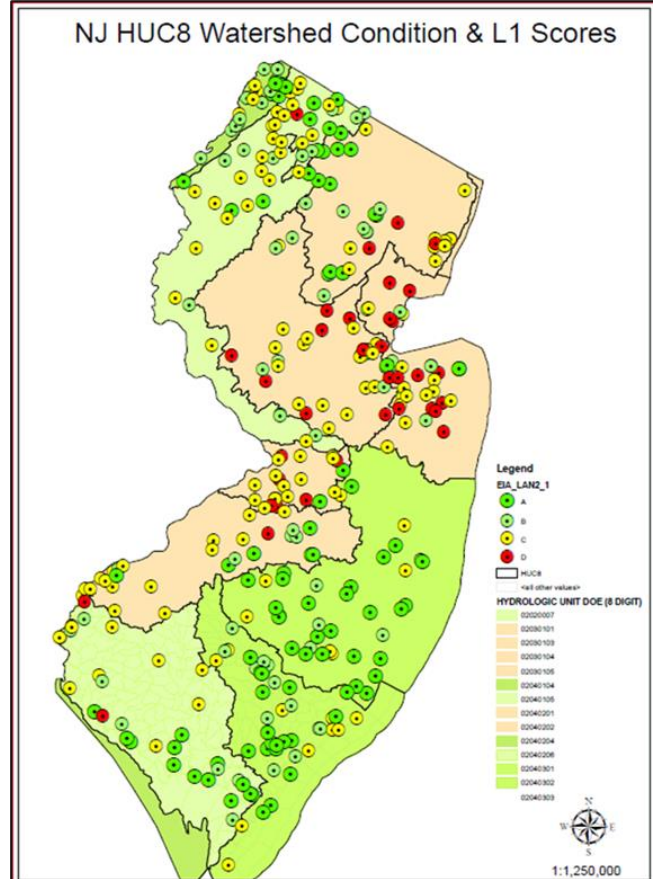 NJ HUC8 Watershed Condition & L1 Scores
Legend
EIA_LAN2_1
A
B
C
D
HUC8
<all other values>
HYDROLOGIC UNIT DOE (8 DIGIT)
02020007
02030101
02030103
02030104
02030105
02040104
02040105
02040201
02040202
02040204
02040206
02040301
02040302
02040303
N
W E
S
1:1,250,000